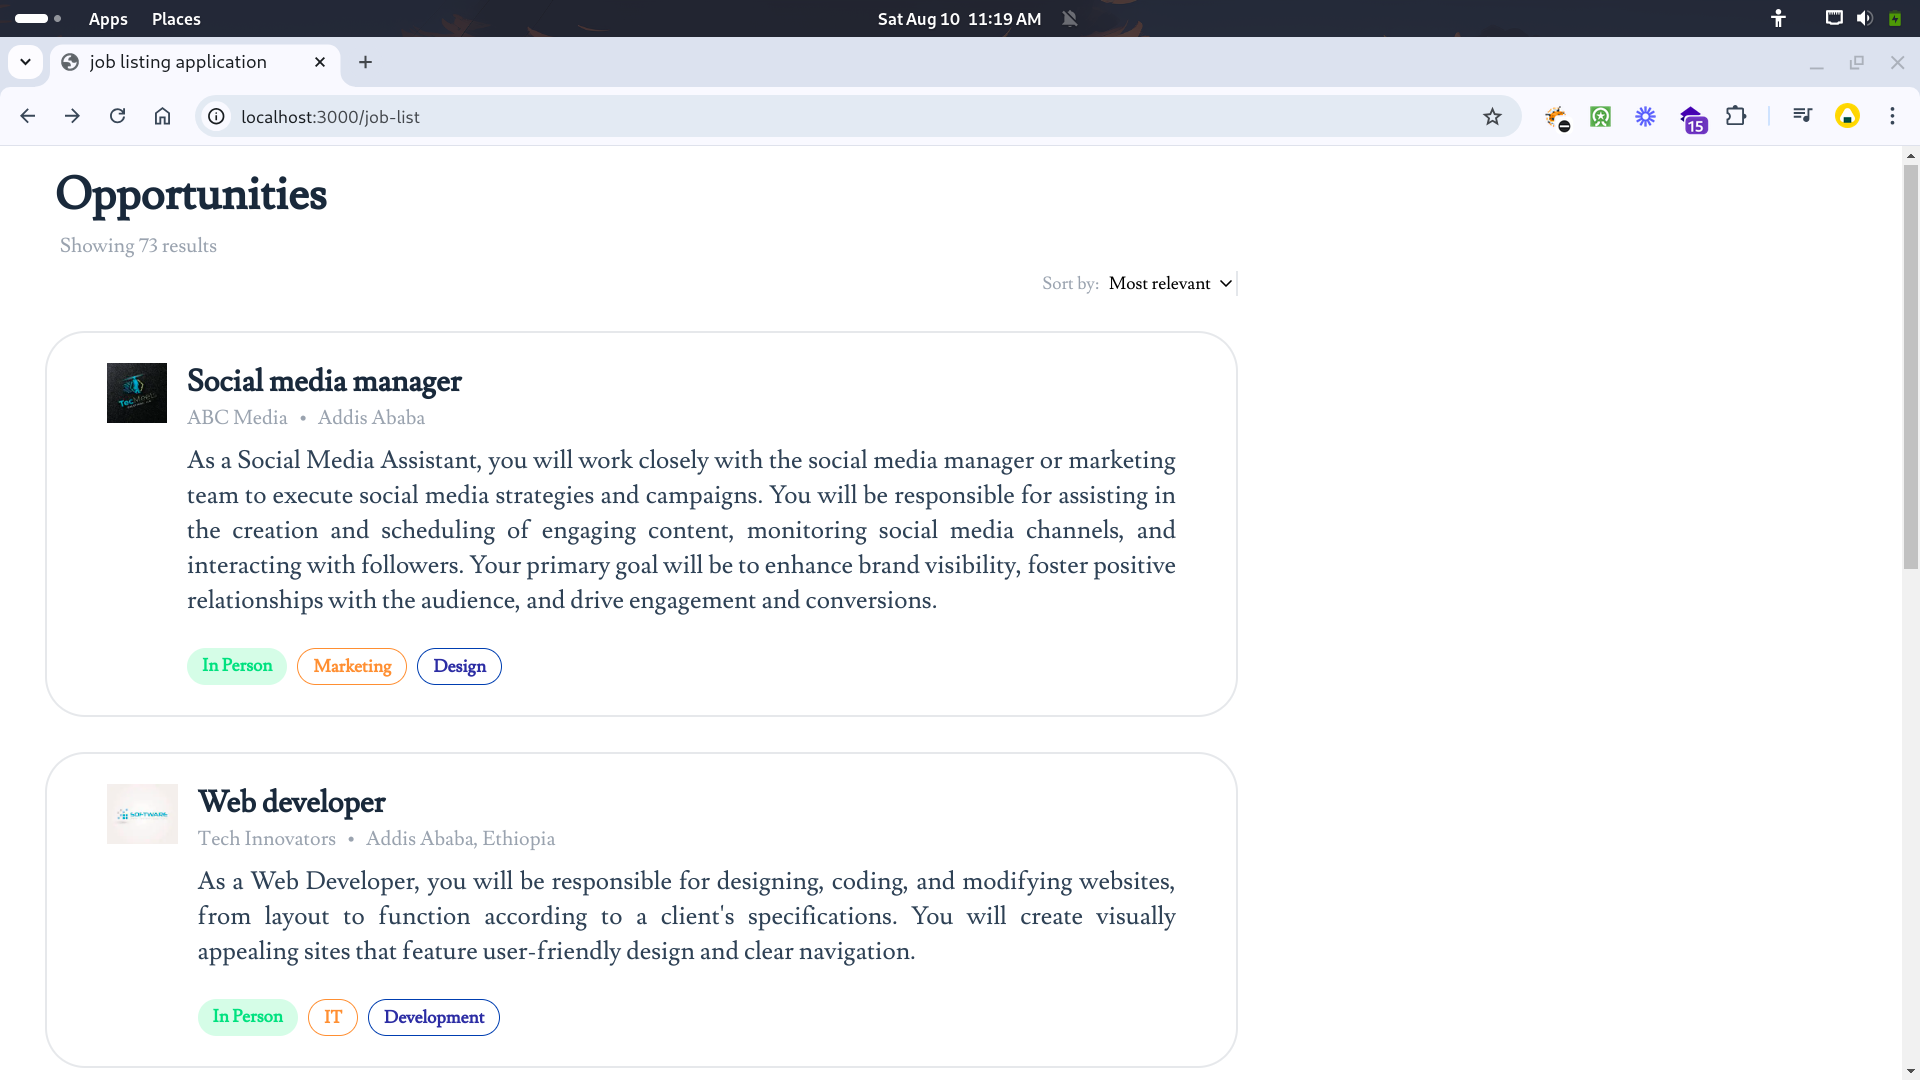 Apps Places Sat Aug 10 11:19 AM
job listing application
localhost:3000/job-list
15
Opportunities
Showing 73 results
Sort by: Most relevant
Social media manager
ABC Media • Addis Ababa
As a Social Media Assistant, you will work closely with the social media manager or marketing
team to execute social media strategies and campaigns. You will be responsible for assisting in
the creation and scheduling of engaging content, monitoring social media channels, and
interacting with followers. Your primary goal will be to enhance brand visibility, foster positive
relationships with the audience, and drive engagement and conversions.
In Person Marketing Design
SOFTWARE
Web developer
Tech Innovators • Addis Ababa, Ethiopia
As a Web Developer, you will be responsible for designing, coding, and modifying websites,
from layout to function according to a client's specifications. You will create visually
appealing sites that feature user-friendly design and clear navigation.
In Person IT Development